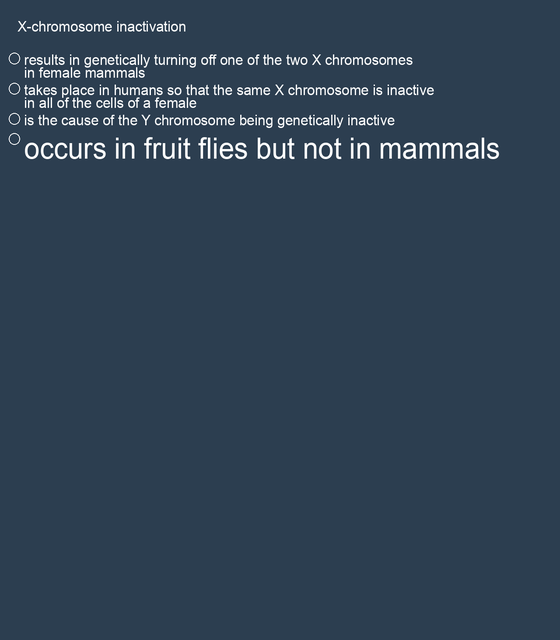 X-chromosome inactivation
results in genetically turning off one of the two X chromosomes
in female mammals
takes place in humans so that the same X chromosome is inactive
in all of the cells of a female
is the cause of the Y chromosome being genetically inactive
occurs in fruit flies but not in mammals